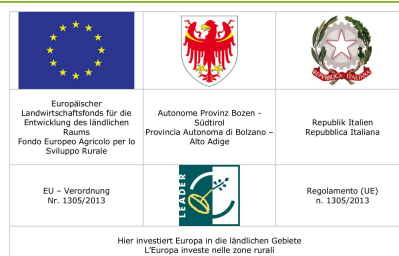 Europäischer
Landwirtschaftsfonds für die
Entwicklung des ländlichen
Raums
Fondo Europeo Agricolo per lo
Sviluppo Rurale
Autonome Provinz Bozen -
Südtirol
Provincia Autonoma di Bolzano –
Alto Adige
REPVBBLICA ITALIANA
Republik Italien
Repubblica Italiana
EU – Verordnung
Nr. 1305/2013
LEADER
Regolamento (UE)
n. 1305/2013
Hier investiert Europa in die ländlichen Gebiete
L’Europa investe nelle zone rurali